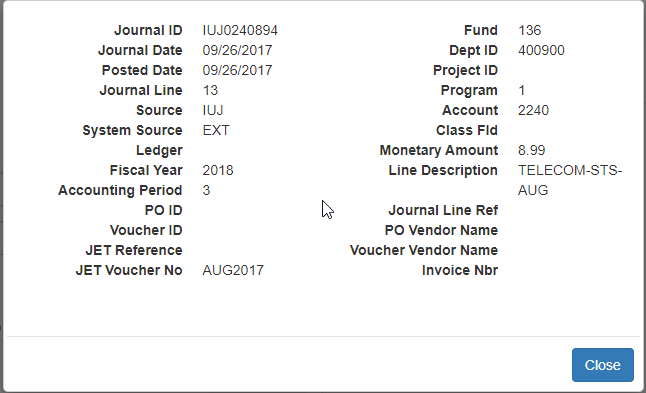 Journal ID IUJ0240894 Fund 136
Journal Date 09/26/2017 Dept ID 400900
Posted Date 09/26/2017 Project ID
Journal Line 13 Program 1
Source IUJ Account 2240
System Source EXT Class Fld
Ledger Monetary Amount 8.99
Fiscal Year 2018 Line Description TELECOM-STS-
Accounting Period 3 AUG
PO ID Journal Line Ref
Voucher ID PO Vendor Name
JET Reference Voucher Vendor Name
JET Voucher No AUG2017 Invoice Nbr
Close